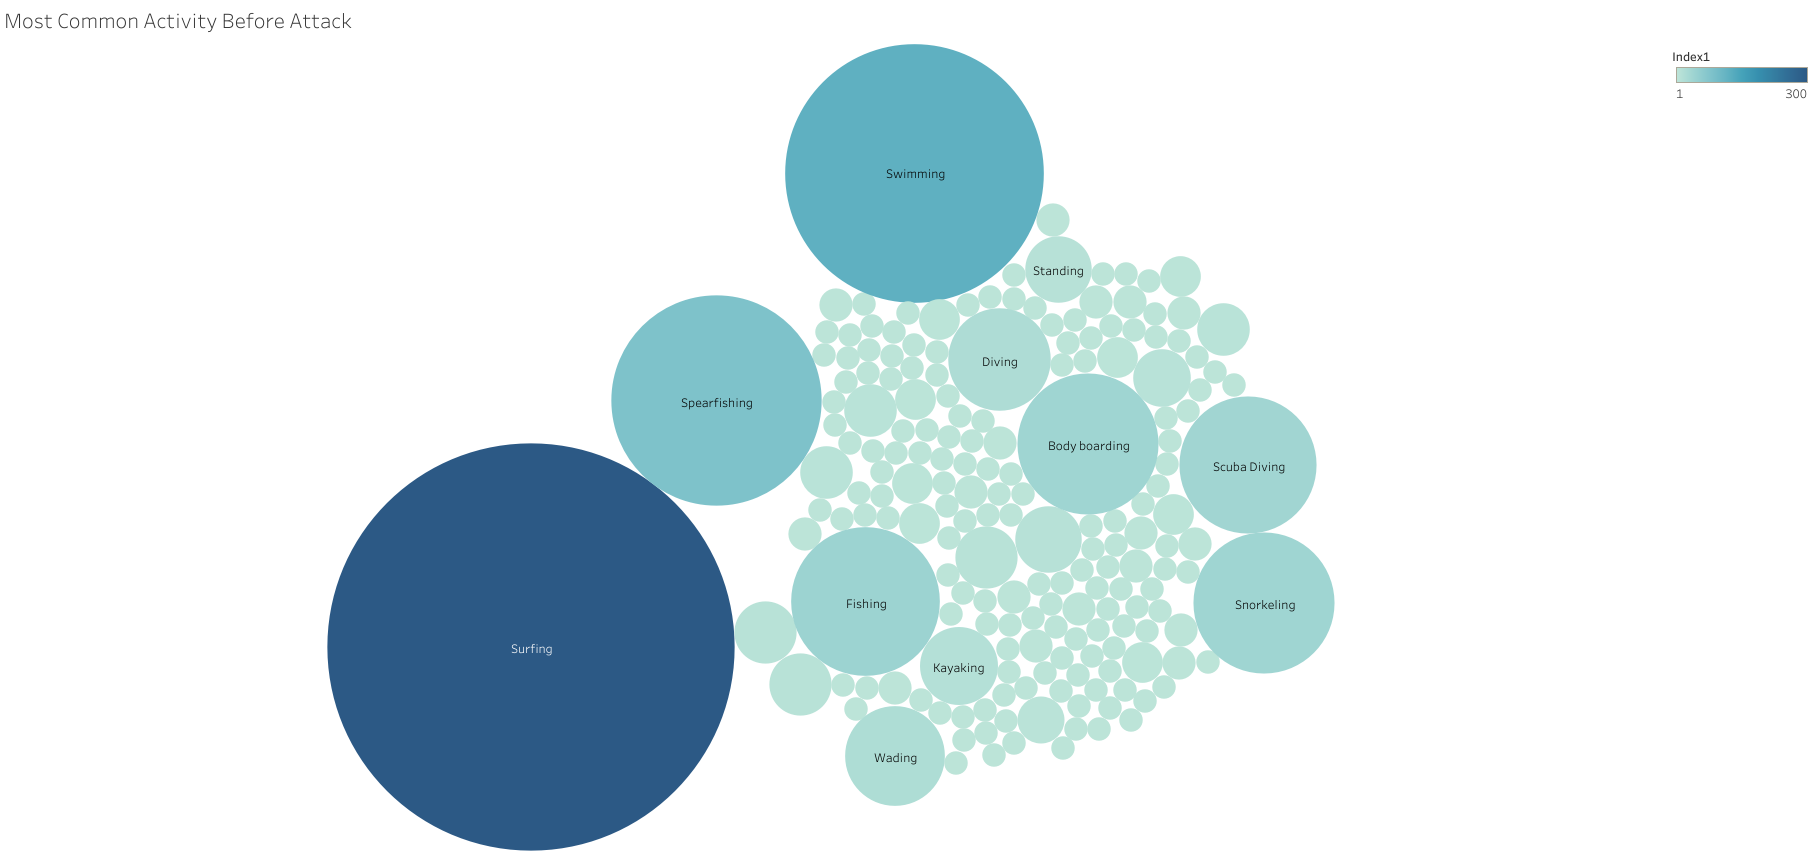 Most Common Activity Before Attack
Index1
1 300
Swimming
Standing
Diving
Spearfishing
Body boarding
Scuba Diving
Fishing
Snorkeling
Surfing
Kayaking
Wading